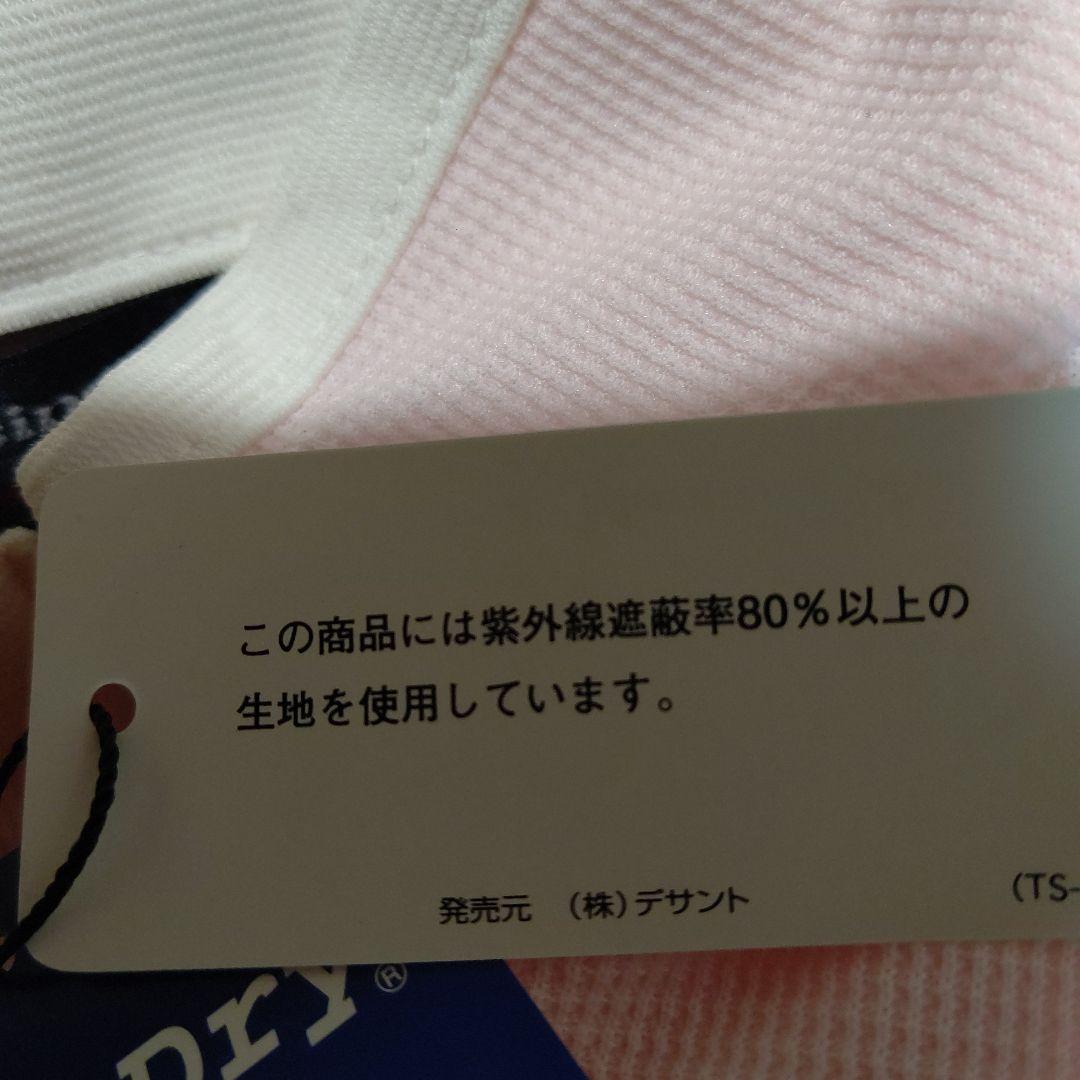 この商品には紫外線遮蔽率80%以上の
生地を使用しています。
発売元 (株)デサント
(TS-
Dry®